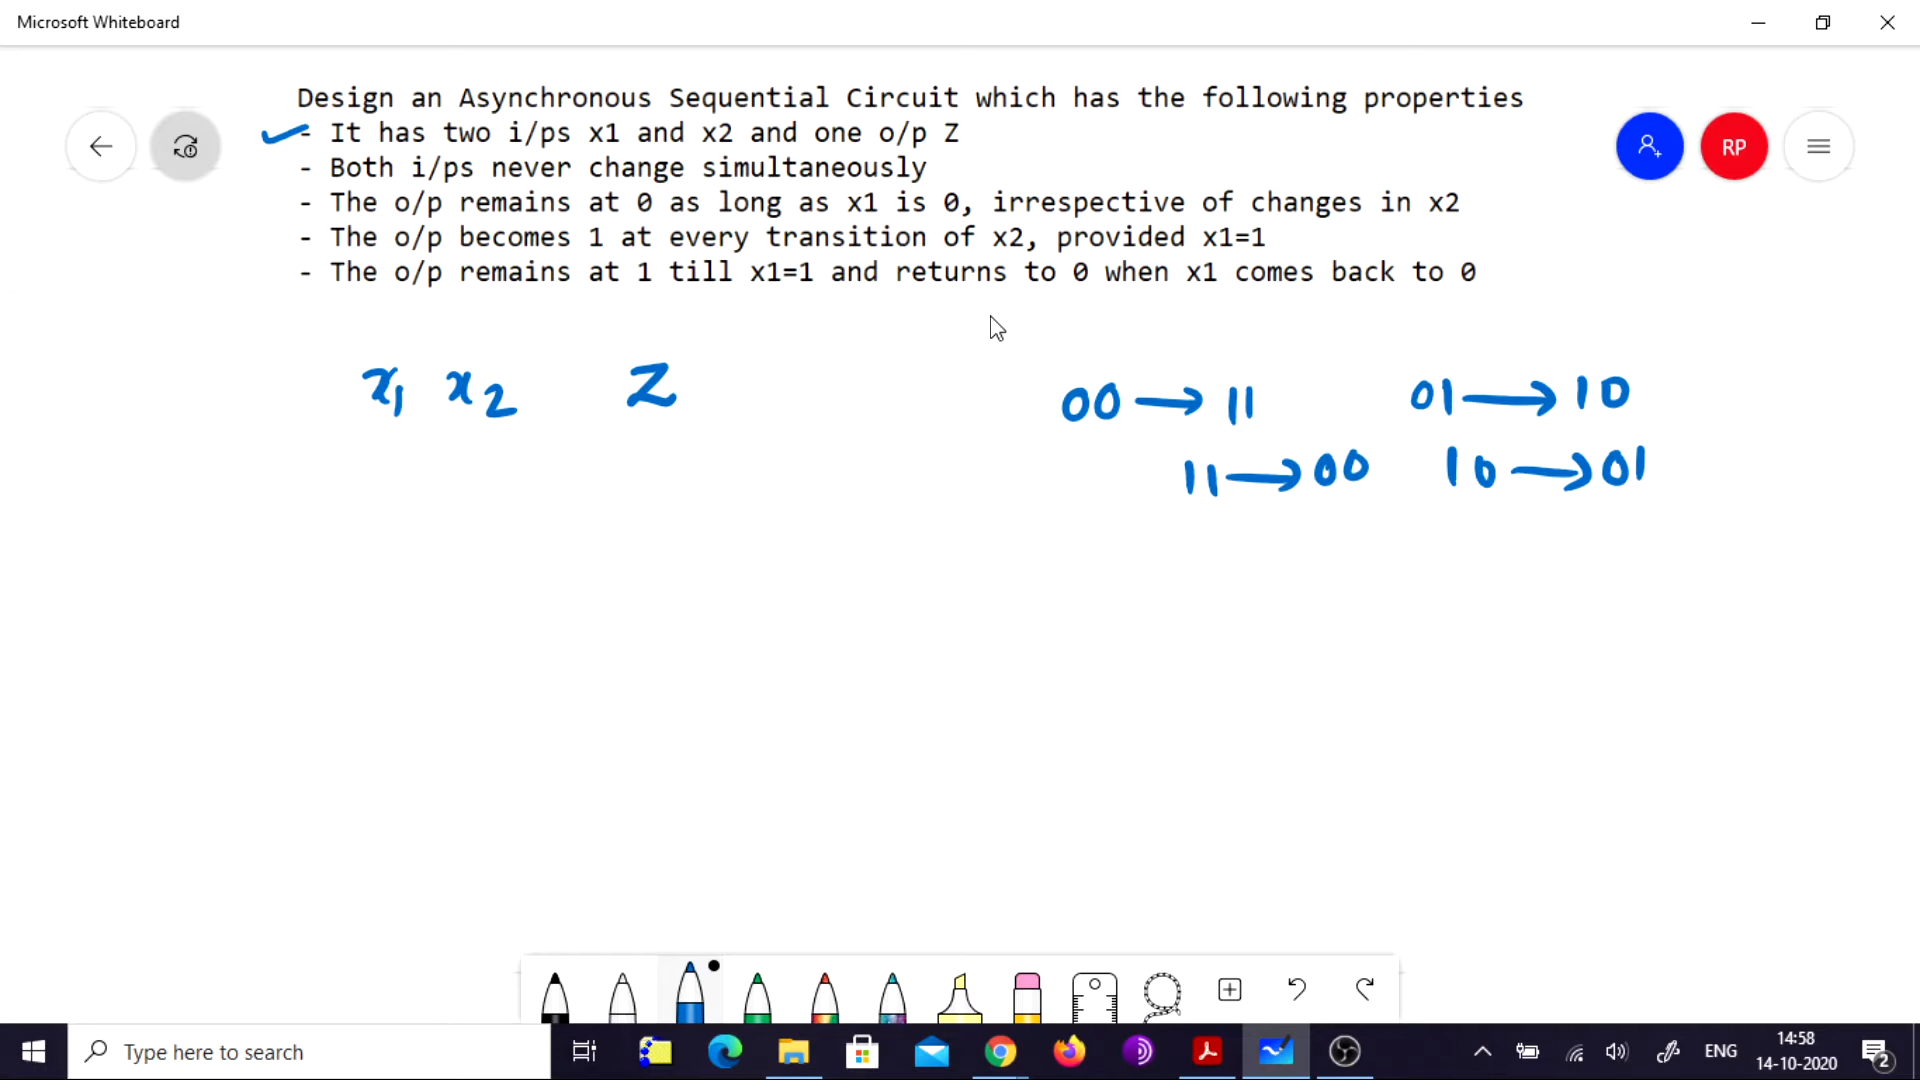 Microsoft Whiteboard
Design an Asynchronous Sequential Circuit which has the following properties
- It has two i/ps x1 and x2 and one o/p Z
- Both i/ps never change simultaneously
- The o/p remains at 0 as long as x1 is 0, irrespective of changes in x2
- The o/p becomes 1 at every transition of x2, provided x1=1
- The o/p remains at 1 till x1=1 and returns to 0 when x1 comes back to 0
RP
x1 x2 Z
00 → 11 01 → 10
11 → 00 10 → 01
Type here to search
ENG
14:58
14-10-2020
2